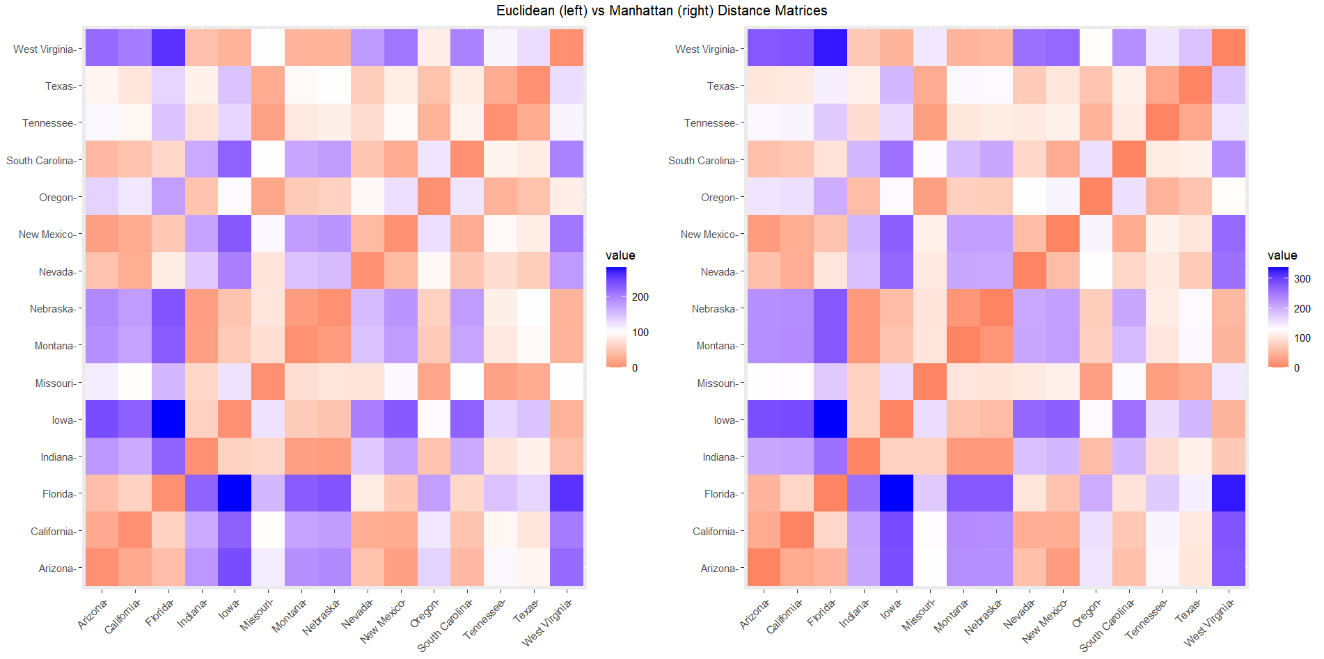 Euclidean (left) vs Manhattan (right) Distance Matrices
West Virginia-
Texas-
Tennessee-
South Carolina-
Oregon-
New Mexico-
Nevada-
Nebraska-
Montana-
Missouri-
Iowa-
Indiana-
Florida-
California-
Arizona-
Arizona-
California-
Florida-
Indiana-
Iowa-
Missouri-
Montana-
Nebraska-
Nevada-
New Mexico-
Oregon-
South Carolina-
Tennessee-
Texas-
West Virginia-
value
200
100
0
West Virginia-
Texas-
Tennessee-
South Carolina-
Oregon-
New Mexico-
Nevada-
Nebraska-
Montana-
Missouri-
Iowa-
Indiana-
Florida-
California-
Arizona-
Arizona-
California-
Florida-
Indiana-
Iowa-
Missouri-
Montana-
Nebraska-
Nevada-
New Mexico-
Oregon-
South Carolina-
Tennessee-
Texas-
West Virginia-
value
300
200
100
0